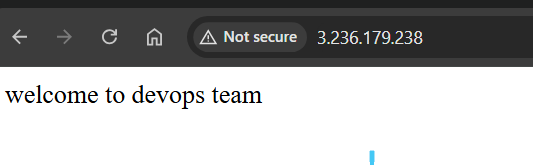 Not secure 3.236.179.238
welcome to devops team